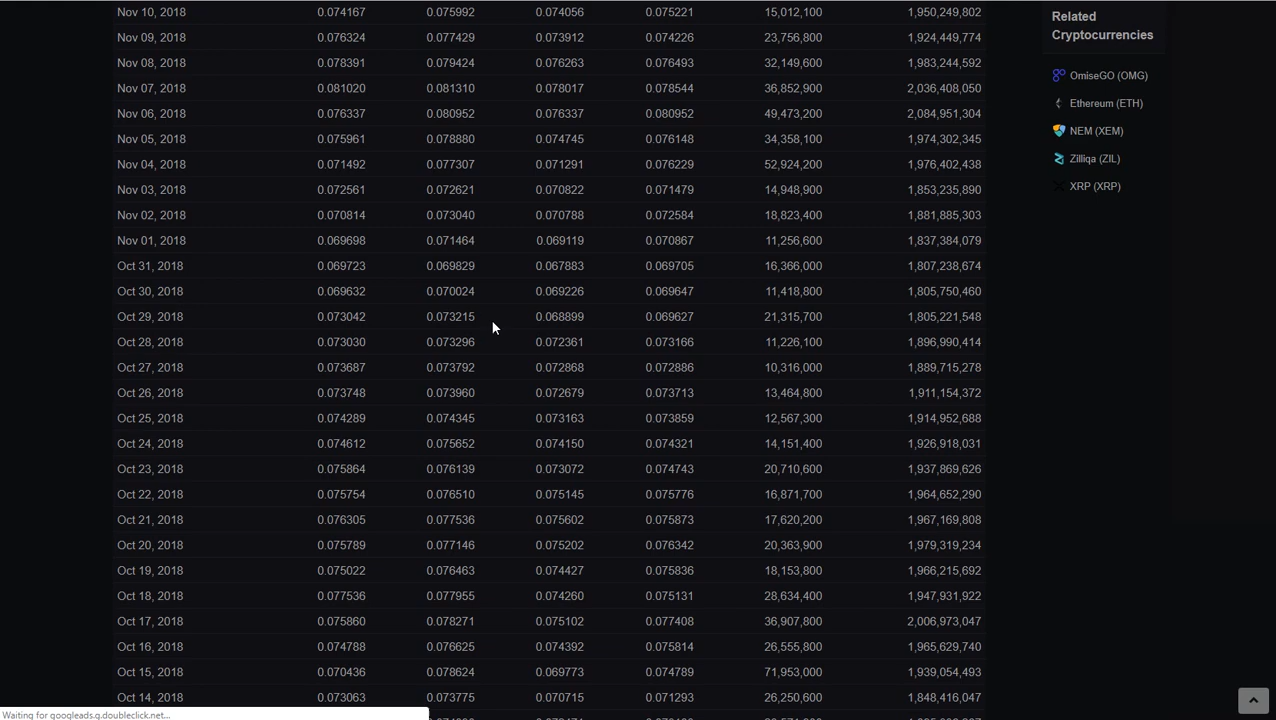 Nov 10, 2018 0.074167 0.075992 0.074056 0.075221 15,012,100 1,950,249,802
Nov 09, 2018 0.076324 0.077429 0.073912 0.074226 23,756,800 1,924,449,774
Nov 08, 2018 0.078391 0.079424 0.076263 0.076493 32,149,600 1,983,244,592
Nov 07, 2018 0.081020 0.081310 0.078017 0.078544 36,852,900 2,036,408,050
Nov 06, 2018 0.076337 0.080952 0.076337 0.080952 49,473,200 2,084,951,304
Nov 05, 2018 0.075961 0.078880 0.074745 0.076148 34,358,100 1,974,302,345
Nov 04, 2018 0.071492 0.077307 0.071291 0.076229 52,924,200 1,976,402,438
Nov 03, 2018 0.072561 0.072621 0.070822 0.071479 14,948,900 1,853,235,890
Nov 02, 2018 0.070814 0.073040 0.070788 0.072584 18,823,400 1,881,885,303
Nov 01, 2018 0.069698 0.071464 0.069119 0.070867 11,256,600 1,837,384,079
Oct 31, 2018 0.069723 0.069829 0.067883 0.069705 16,366,000 1,807,238,674
Oct 30, 2018 0.069632 0.070024 0.069226 0.069647 11,418,800 1,805,750,460
Oct 29, 2018 0.073042 0.073215 0.068899 0.069627 21,315,700 1,805,221,548
Oct 28, 2018 0.073030 0.073296 0.072361 0.073166 11,226,100 1,896,990,414
Oct 27, 2018 0.073687 0.073792 0.072868 0.072886 10,316,000 1,889,715,278
Oct 26, 2018 0.073748 0.073960 0.072679 0.073713 13,464,800 1,911,154,372
Oct 25, 2018 0.074289 0.074345 0.073163 0.073859 12,567,300 1,914,952,688
Oct 24, 2018 0.074612 0.075652 0.074150 0.074321 14,151,400 1,926,918,031
Oct 23, 2018 0.075864 0.076139 0.073072 0.074743 20,710,600 1,937,869,626
Oct 22, 2018 0.075754 0.076510 0.075145 0.075776 16,871,700 1,964,652,290
Oct 21, 2018 0.076305 0.077536 0.075602 0.075873 17,620,200 1,967,169,808
Oct 20, 2018 0.075789 0.077146 0.075202 0.076342 20,363,900 1,979,319,234
Oct 19, 2018 0.075022 0.076463 0.074427 0.075836 18,153,800 1,966,215,692
Oct 18, 2018 0.077536 0.077955 0.074260 0.075131 28,634,400 1,947,931,922
Oct 17, 2018 0.075860 0.078271 0.075102 0.077408 36,907,800 2,006,973,047
Oct 16, 2018 0.074788 0.076625 0.074392 0.075814 26,555,800 1,965,629,740
Oct 15, 2018 0.070436 0.078624 0.069773 0.074789 71,953,000 1,939,054,493
Oct 14, 2018 0.073063 0.073775 0.070715 0.071293 26,250,600 1,848,416,047
Waiting for googleads.g.doubleclick.net...
Related
Cryptocurrencies
OmiseGO (OMG)
Ethereum (ETH)
NEM (XEM)
Zilliqa (ZIL)
XRP (XRP)